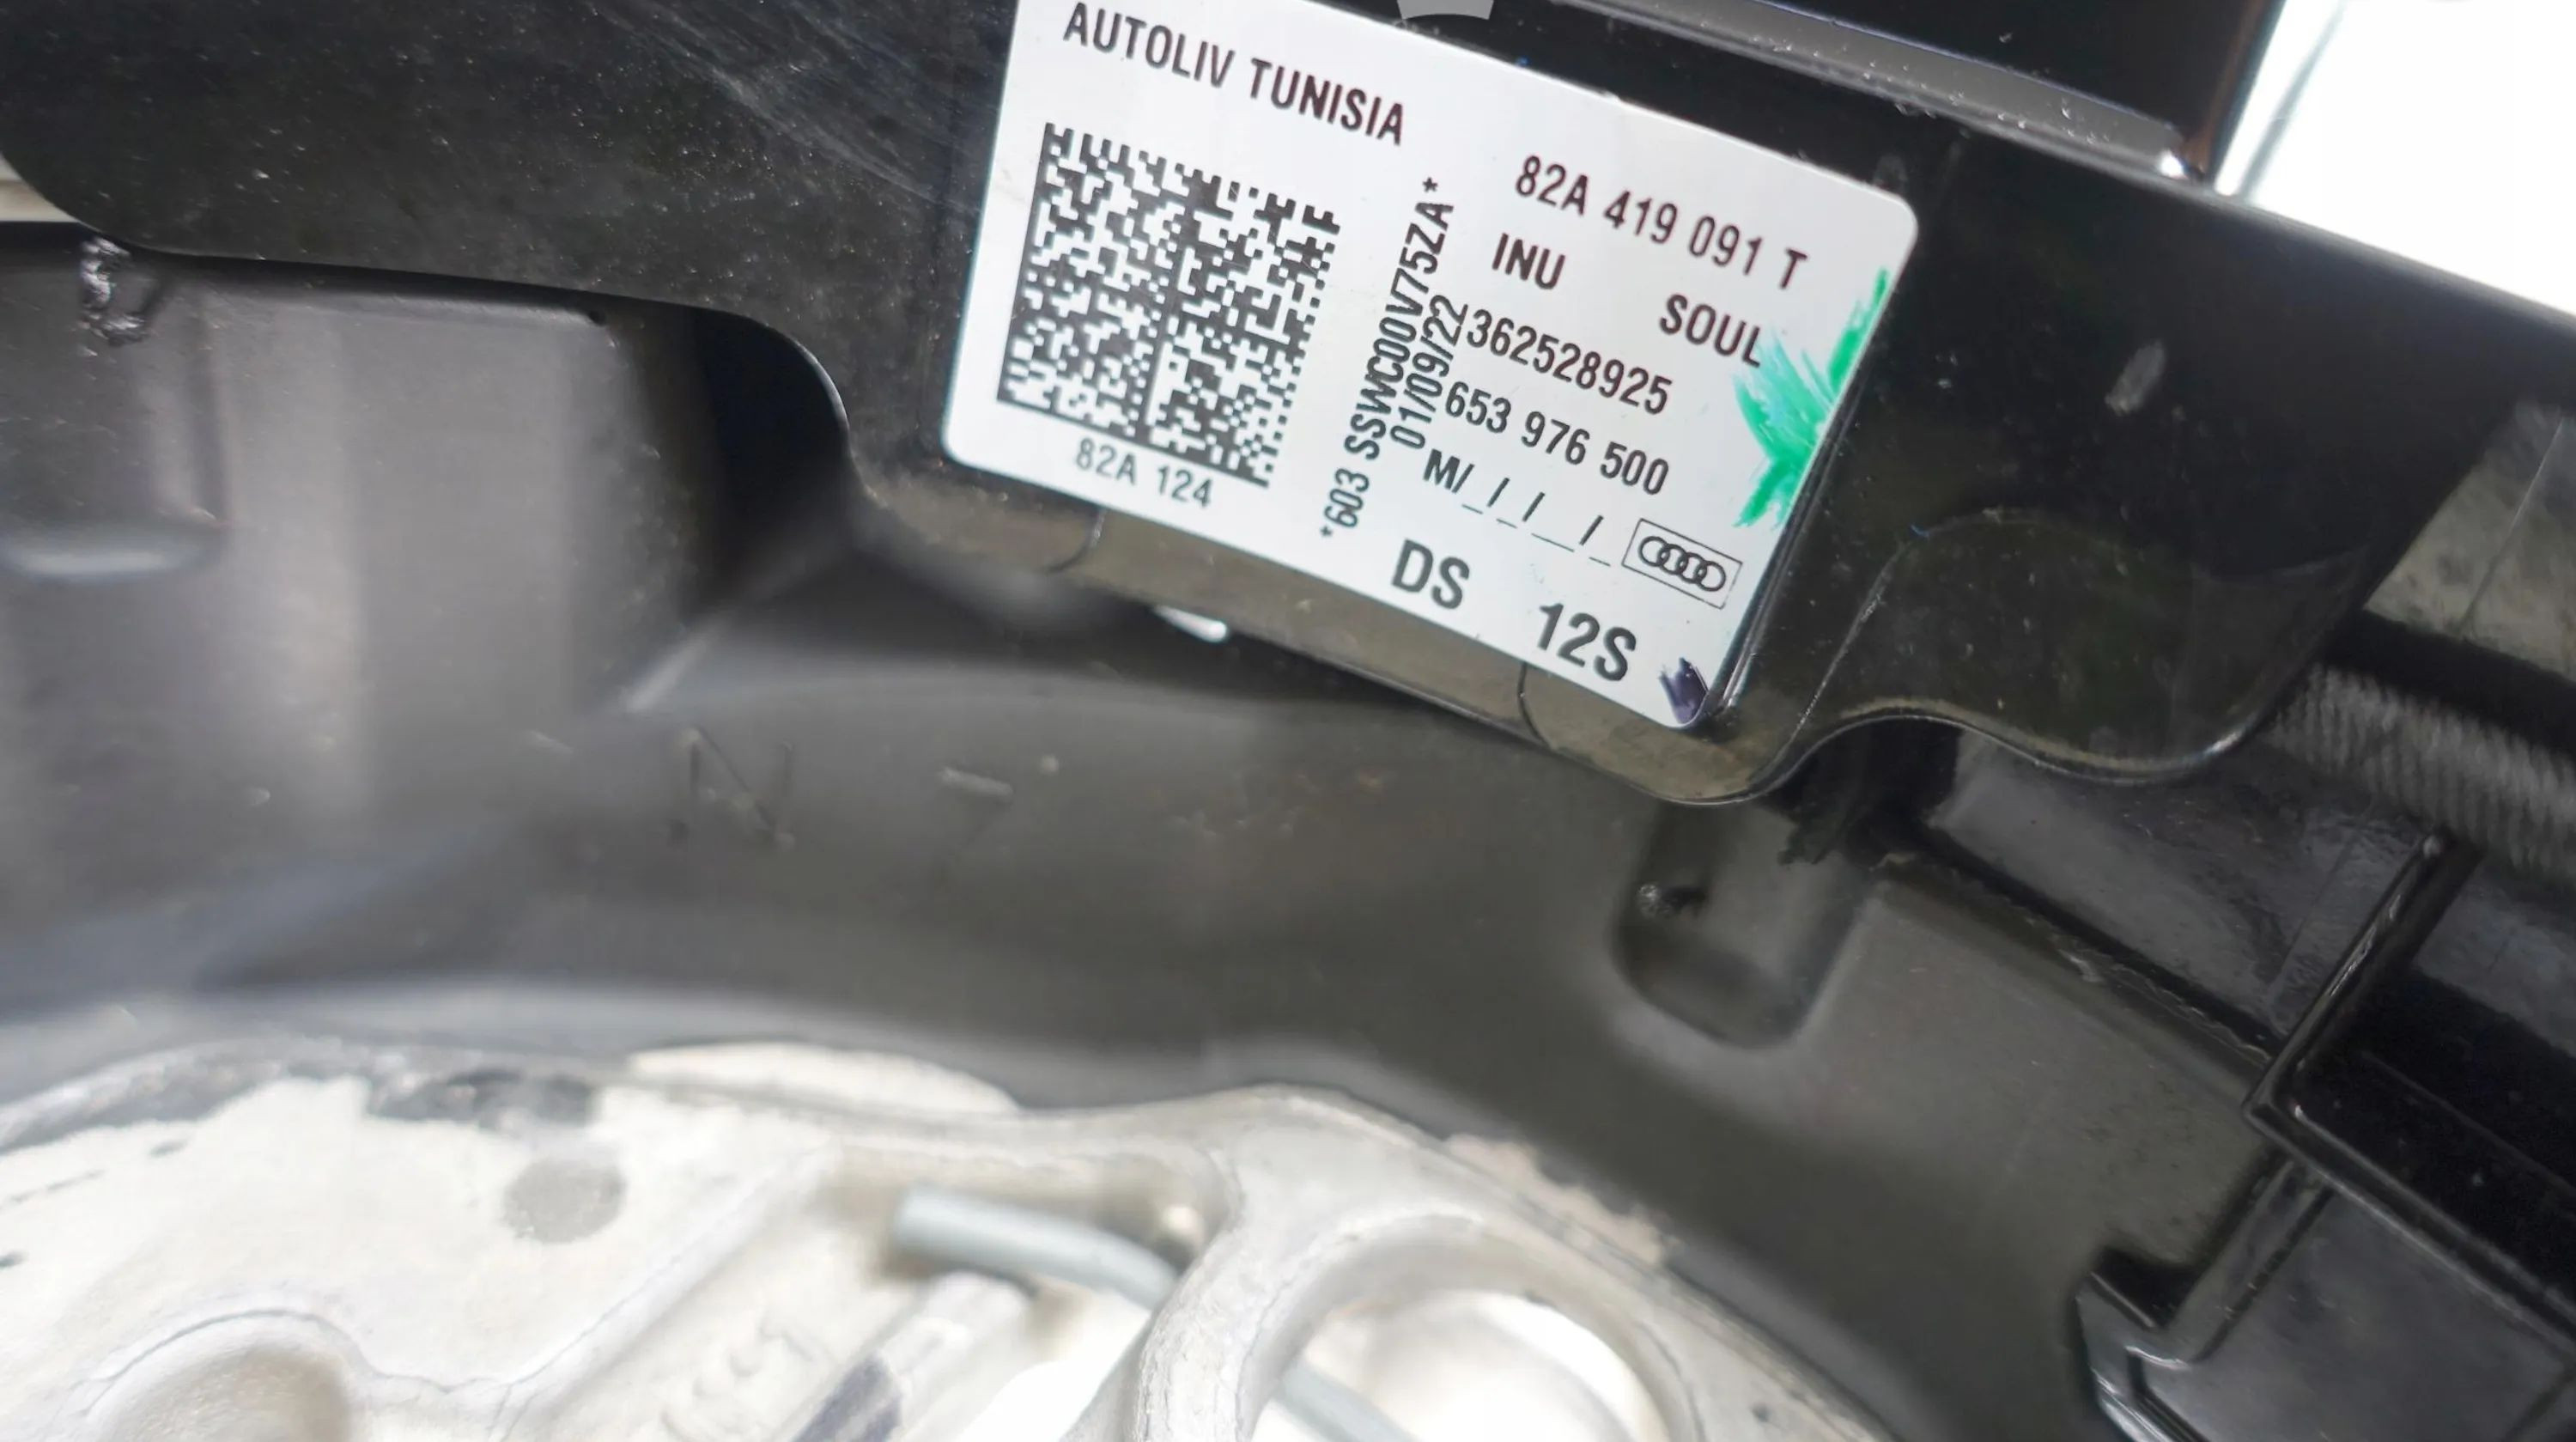 AUTOLIV TUNISIA
82A 419 091 T
INU SOUL
362528925
653 976 500
M/_/_/__/_
DS 12S
82A 124
*603 SSWC00V75ZA*
01/09/22